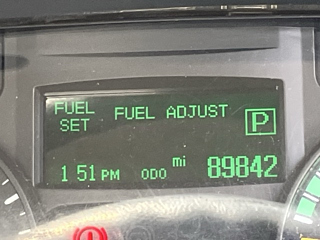 FUEL FUEL ADJUST
SET P
1 51 PM ODO mi 89842